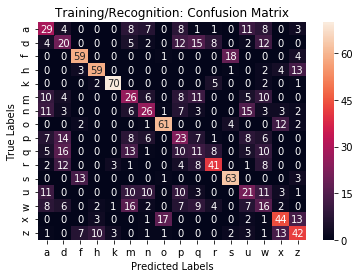 Training/Recognition: Confusion Matrix
True Labels
a 29 4 0 0 0 8 7 0 8 1 1 0 11 8 0 3
d 4 20 0 0 0 5 2 0 12 15 8 0 2 12 0 0
f 0 0 59 0 0 0 0 1 0 0 0 18 0 0 0 4
h 0 0 3 59 0 0 0 0 0 0 1 0 0 2 4 13
k 0 0 0 2 70 0 0 0 0 0 5 0 0 2 0 1
m 10 4 0 0 0 26 6 0 8 11 0 0 5 10 0 0
n 11 3 0 0 0 6 26 1 7 3 0 0 15 3 3 2
o 0 0 2 0 0 0 1 61 0 0 0 4 0 0 12 0
p 7 14 0 0 0 8 6 0 23 7 1 0 8 6 0 0
q 5 16 0 0 0 13 1 0 10 11 8 0 5 10 0 0
r 2 12 0 0 3 1 0 0 4 8 41 0 0 8 0 0
s 0 0 13 0 0 0 0 0 0 0 0 63 0 0 0 3
u 11 0 0 0 0 10 10 0 10 3 0 0 21 11 3 1
w 8 6 0 2 1 16 2 0 7 9 4 0 7 16 2 0
x 0 0 0 3 0 0 1 17 0 0 0 1 0 2 44 13
z 0 1 7 10 3 0 0 2 0 0 0 2 0 3 13 42
a d f h k m n o p q r s u w x z
Predicted Labels
60
45
30
15
0